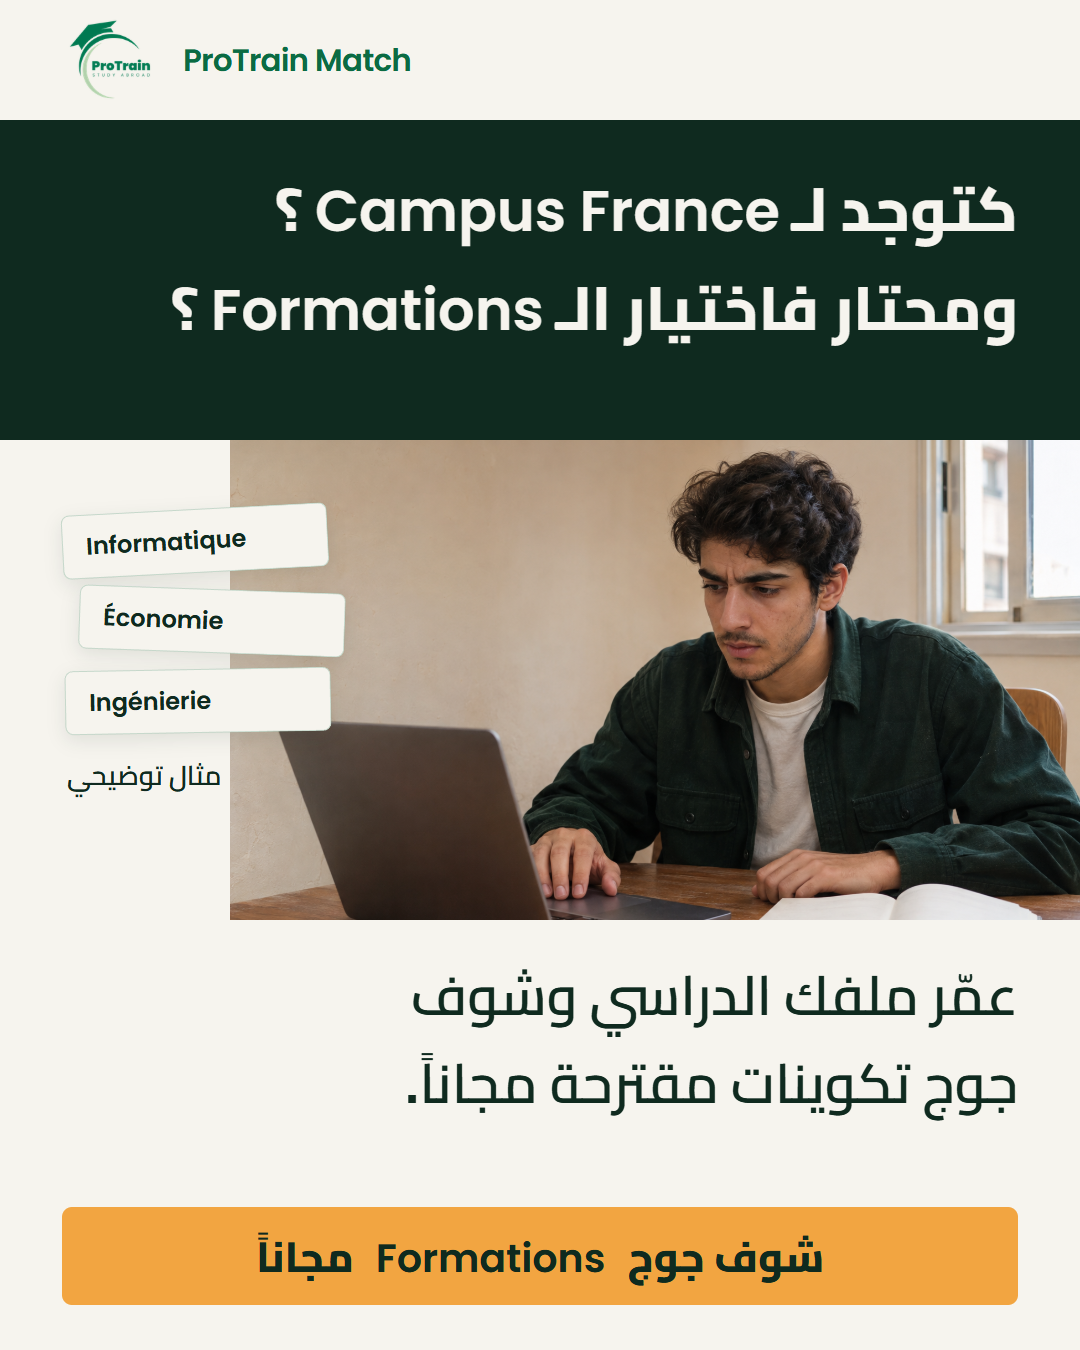 ProTrain
STUDY ABROAD
ProTrain Match
كتوجد لـ Campus France ؟
ومحتار فاختيار الـ Formations ؟
Informatique
Économie
Ingénierie
مثال توضيحي
عمّر ملفك الدراسي وشوف
جوج تكوينات مقترحة مجاناً.
شوف جوج Formations مجاناً